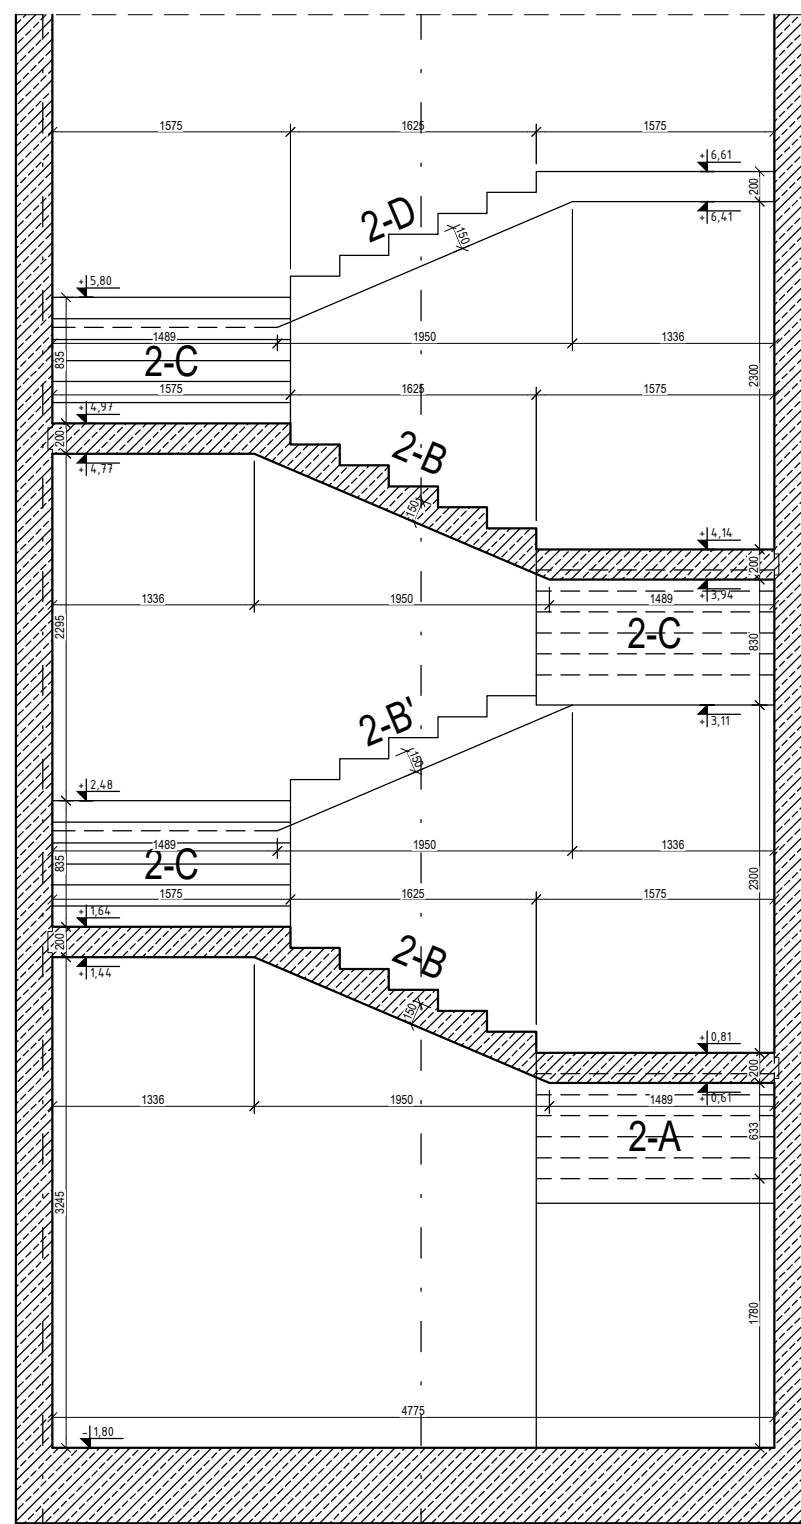 1575 1625 1575
+6,61
200
2-D
+6,41
150
+5,80
1489 1950 1336
835
2-C
2300
1575 1625 1575
+4,97
200
2-B
+4,77
150
+4,14
200
+3,94
1336 1950 1489
2295
2-C
830
2-B'
+3,11
150
+2,48
1489 1950 1336
835
2-C
2300
1575 1625 1575
+1,64
200
2-B
+1,44
150
+0,81
200
+0,61
1336 1950 1489
2-A
633
3245
1780
4775
-1,80